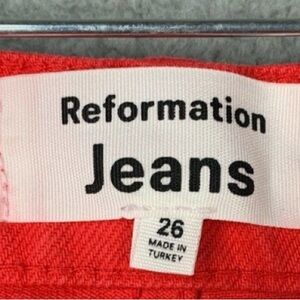 Reformation
Jeans
26
MADE IN
TURKEY